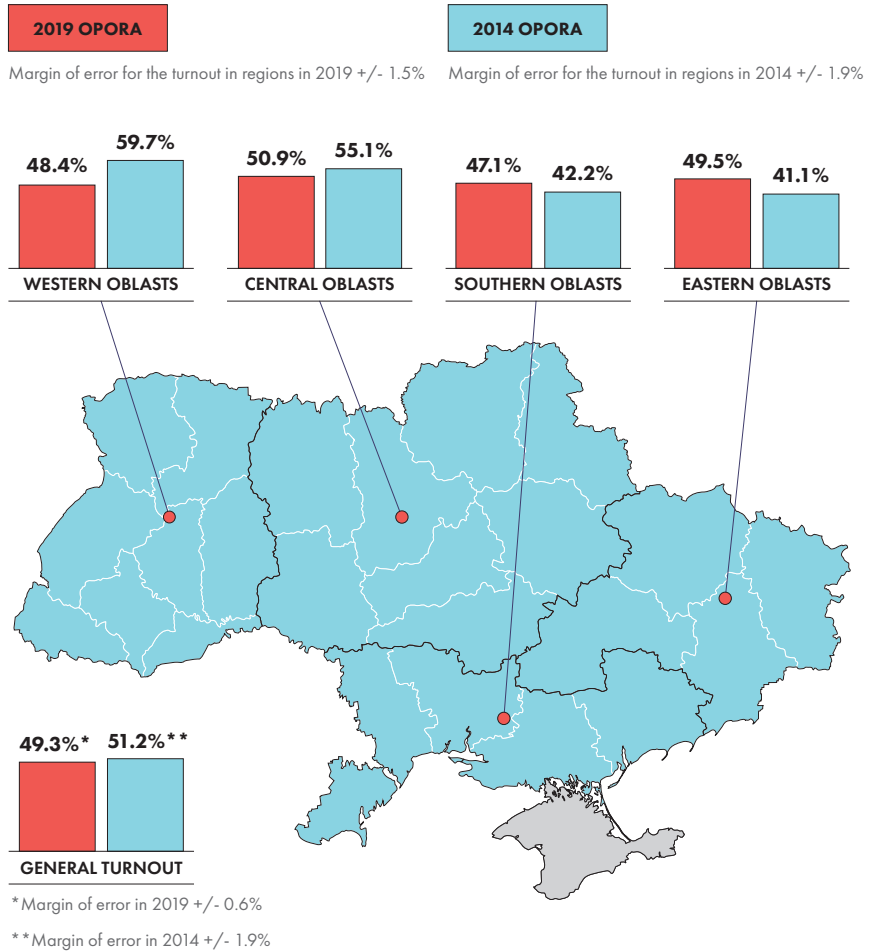 2019 OPORA
Margin of error for the turnout in regions in 2019 +/- 1.5%
2014 OPORA
Margin of error for the turnout in regions in 2014 +/- 1.9%
48.4%
59.7%
WESTERN OBLASTS
50.9%
55.1%
CENTRAL OBLASTS
47.1%
42.2%
SOUTHERN OBLASTS
49.5%
41.1%
EASTERN OBLASTS
49.3%*
51.2%**
GENERAL TURNOUT
*Margin of error in 2019 +/- 0.6%
**Margin of error in 2014 +/- 1.9%